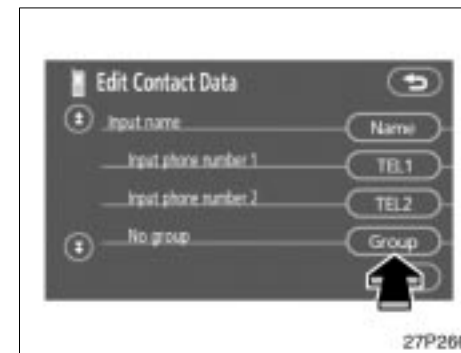 Edit Contact Data
Input name
Name
Input phone number 1
TEL1
Input phone number 2
TEL2
No group
Group
27P266